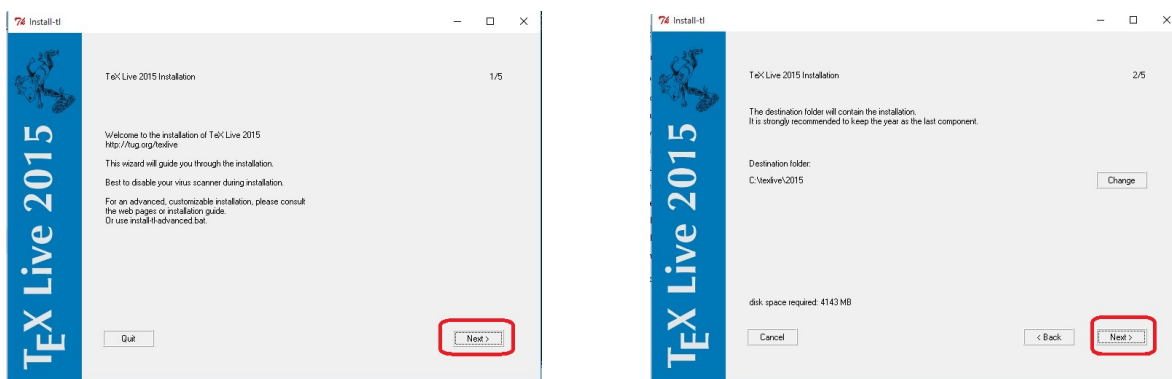 Install-tl
TeX Live 2015
TeX Live 2015 Installation
1/5
Welcome to the installation of TeX Live 2015
http://tug.org/texlive
This wizard will guide you through the installation.
Best to disable your virus scanner during installation.
For an advanced, customizable installation, please consult
the web pages or installation guide.
Or use install-tl-advanced.bat.
Quit
Next >
Install-tl
TeX Live 2015
TeX Live 2015 Installation
2/5
The destination folder will contain the installation.
It is strongly recommended to keep the year as the last component.
Destination folder:
C:\texlive\2015
Change
disk space required: 4143 MB
Cancel
< Back
Next >